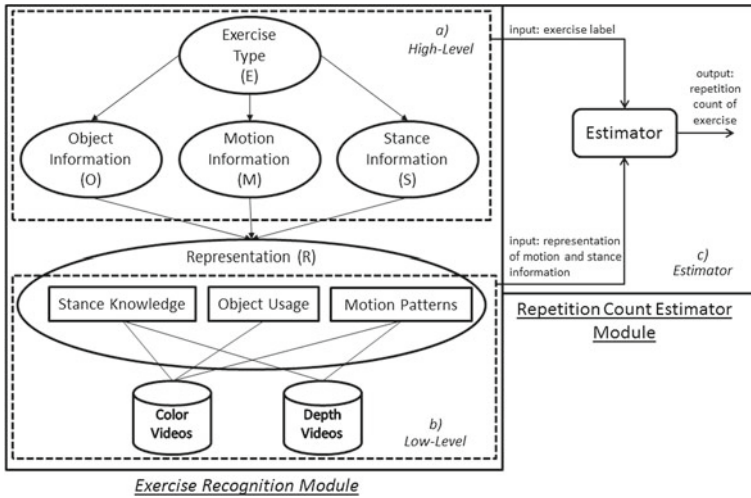 Exercise
Type
(E)
a)
High-Level
Object
Information
(O)
Motion
Information
(M)
Stance
Information
(S)
Representation (R)
Stance Knowledge
Object Usage
Motion Patterns
Color
Videos
Depth
Videos
b)
Low-Level
Exercise Recognition Module
input: exercise label
Estimator
output:
repetition
count of
exercise
input: representation
of motion and stance
information
c)
Estimator
Repetition Count Estimator
Module